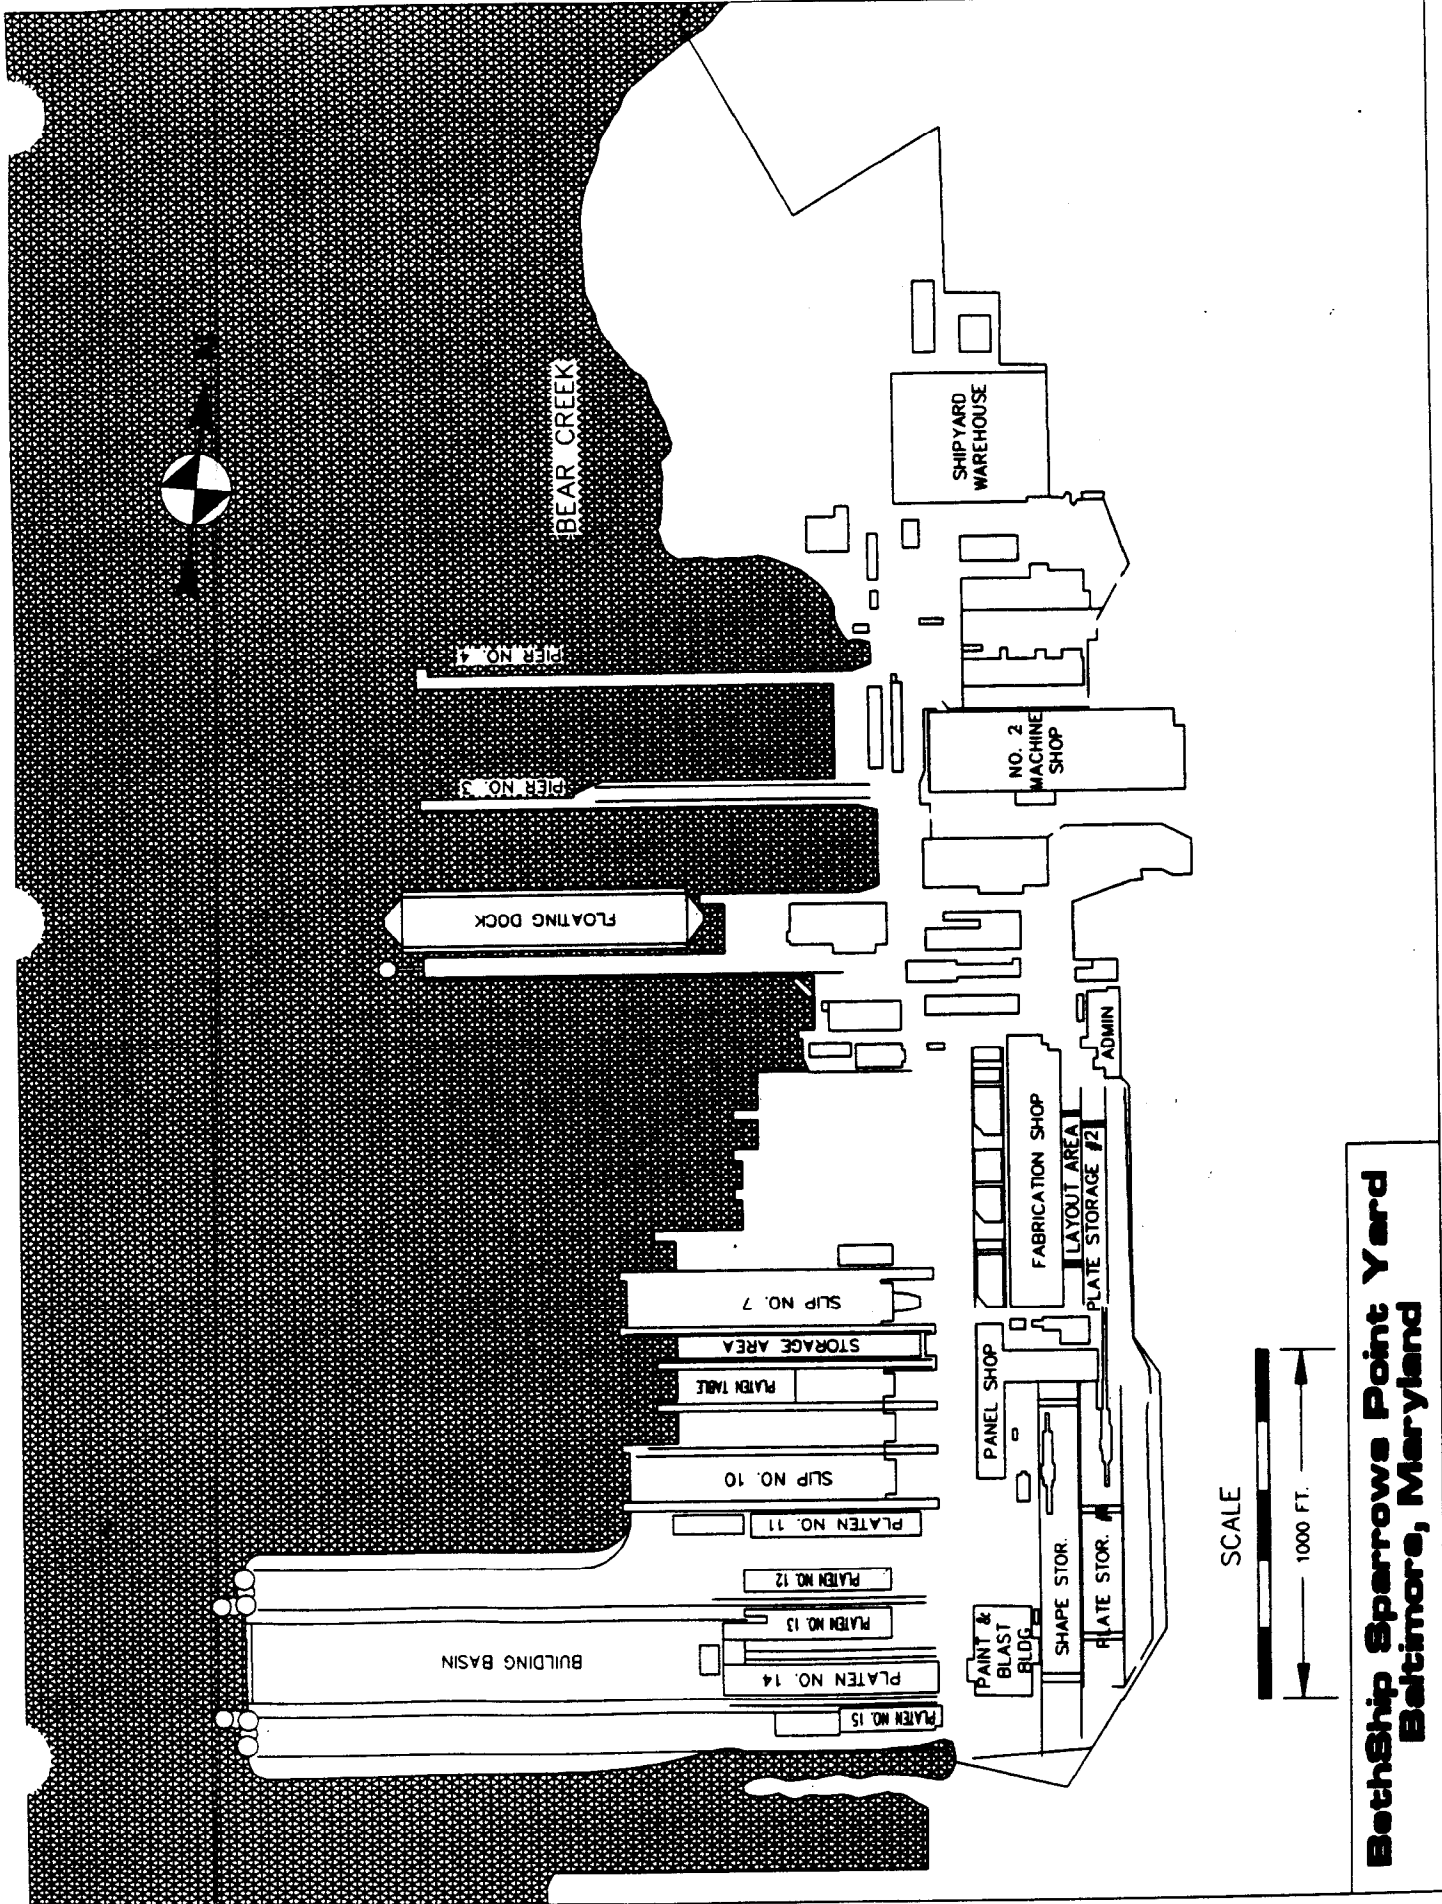 N
BEAR CREEK
PIER NO. 4
PIER NO. 3
FLOATING DOCK
SHIPYARD
WAREHOUSE
NO. 2
MACHINE
SHOP
ADMIN
FABRICATION SHOP
LAYOUT AREA
PLATE STORAGE #2
SLIP NO. 7
STORAGE AREA
PLATEN TABLE
SLIP NO. 10
PLATEN NO. 11
PLATEN NO. 12
PLATEN NO. 13
PLATEN NO. 14
PLATEN NO. 15
BUILDING BASIN
PANEL SHOP
PAINT &
BLAST
BLDG
SHAPE STOR.
PLATE STOR.
SCALE
1000 FT.
BethShip Sparrows Point Yard
Baltimore, Maryland